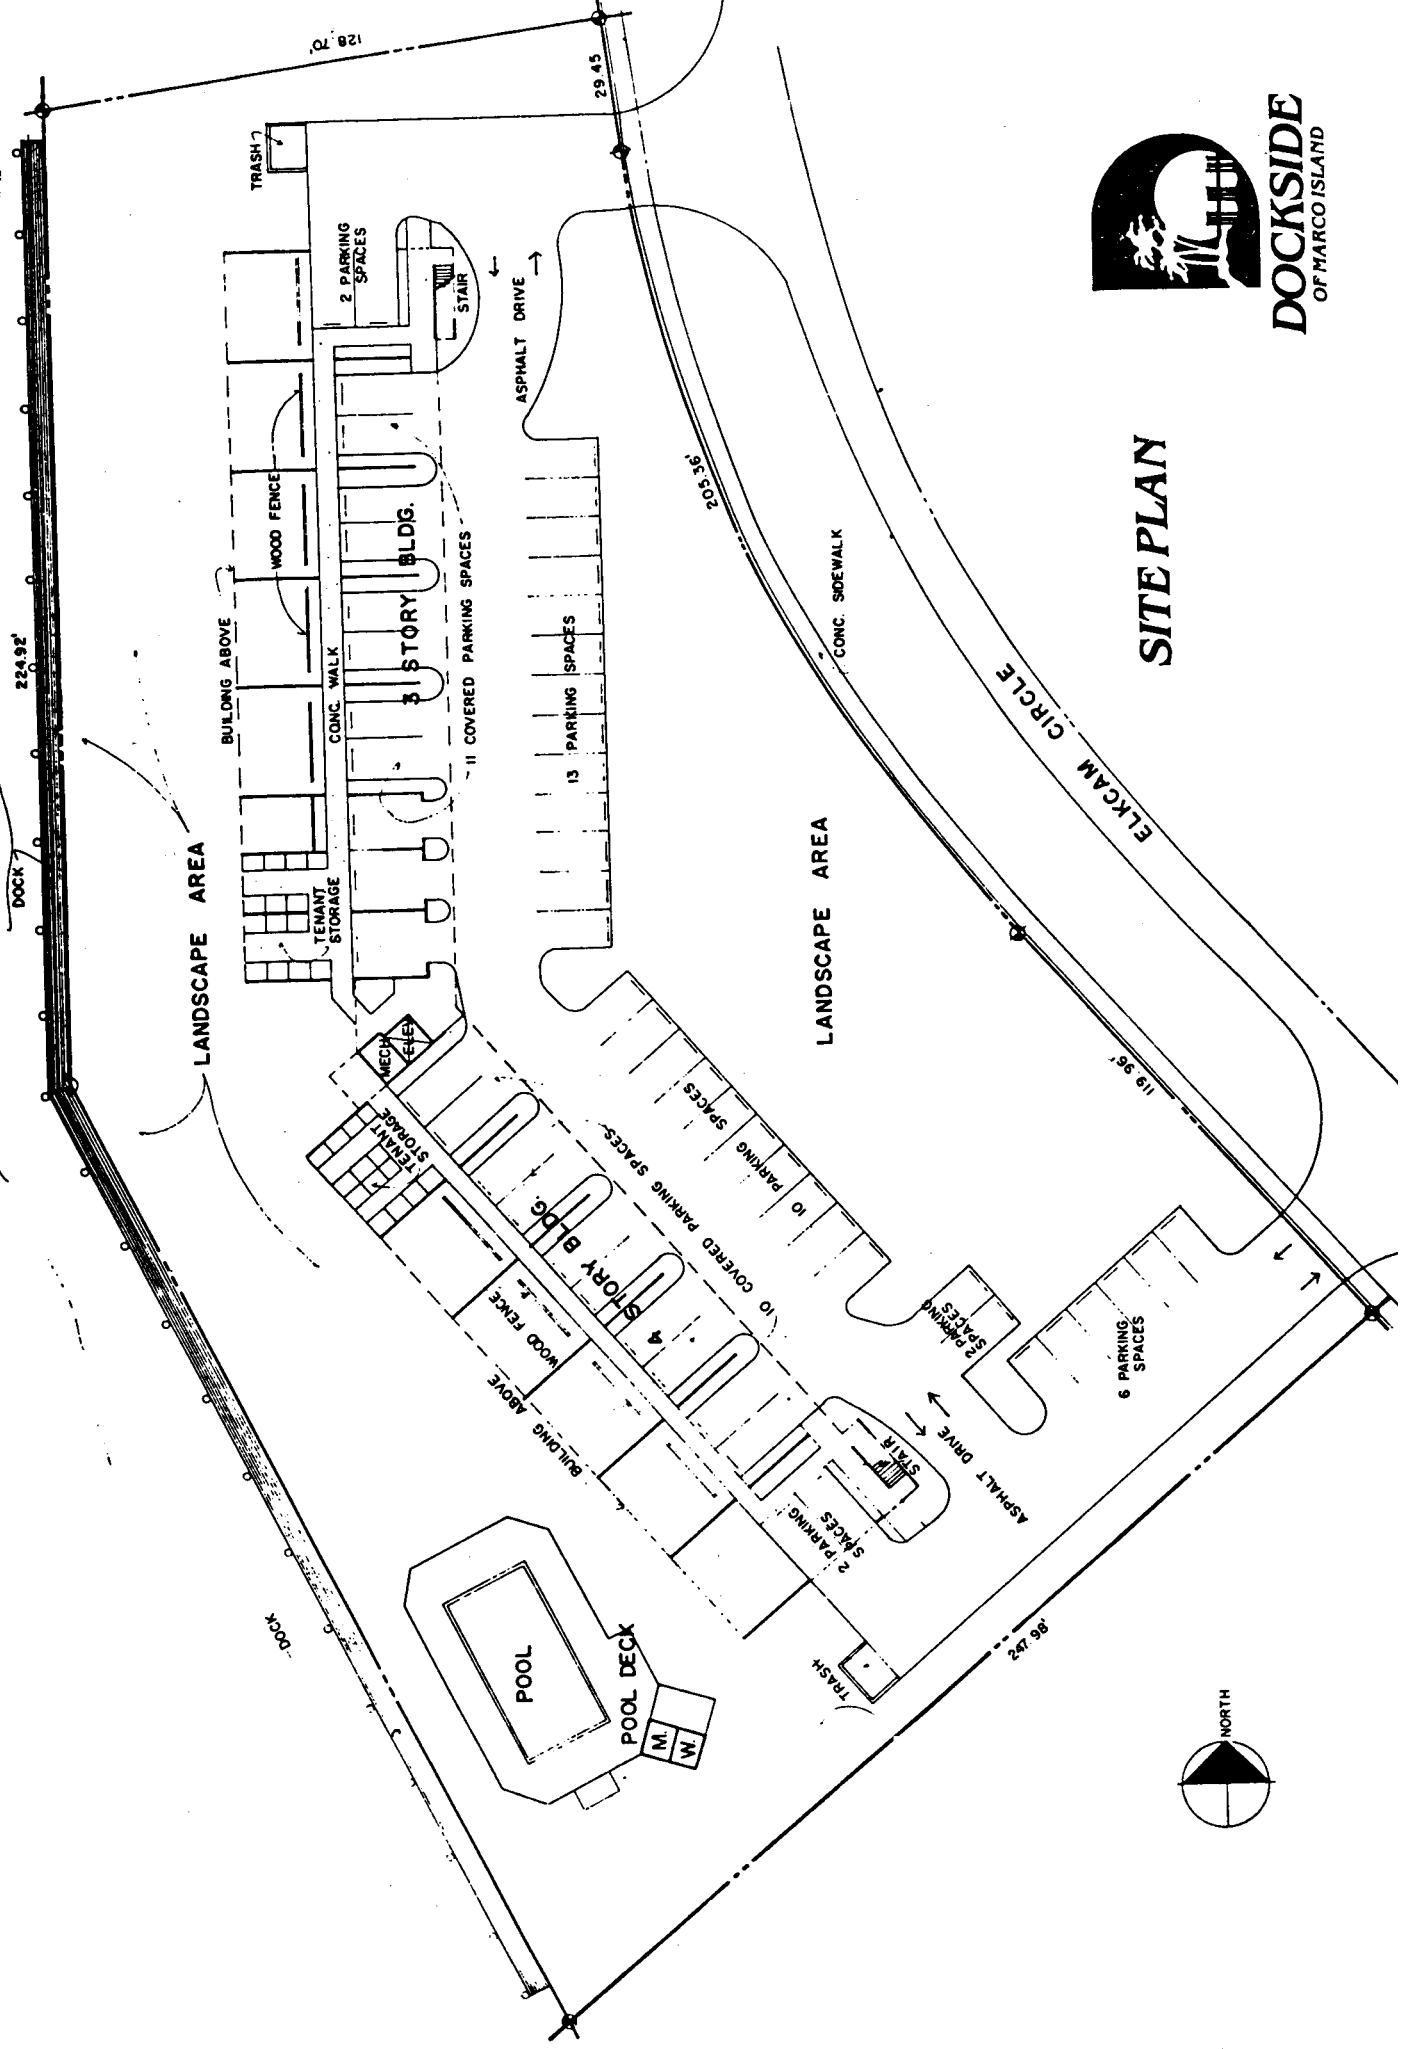 128.70'
29.45
TRASH
224.92'
2 PARKING
SPACES
STAIR
ASPHALT DRIVE
WOOD FENCE
BUILDING ABOVE
CONC. WALK
3 STORY BLDG.
11 COVERED PARKING SPACES
13 PARKING SPACES
205.36'
CONC. SIDEWALK
DOCK
LANDSCAPE AREA
TENANT
STORAGE
MECH
ELEV
LANDSCAPE AREA
ELKCAM CIRCLE
119.96'
TENANT
STORAGE
WOOD FENCE
BUILDING ABOVE
4 STORY BLDG.
10 COVERED PARKING SPACES
10 PARKING SPACES
2 PARKING
SPACES
6 PARKING
SPACES
STAIR
ASPHALT DRIVE
2 PARKING
SPACES
TRASH
247.98'
DOCK
POOL
POOL DECK
M.
W.
NORTH
SITE PLAN
DOCKSIDE
OF MARCO ISLAND